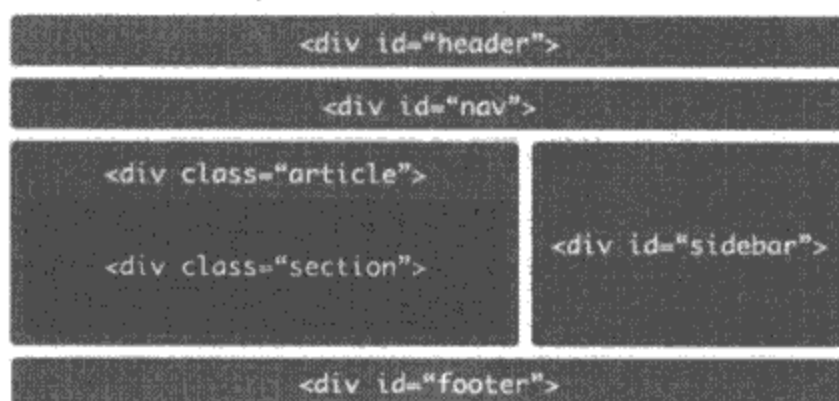 <div id=“header”>
<div id=“nav”>
<div class=“article”>
<div class=“section”>
<div id=“sidebar”>
<div id=“footer”>